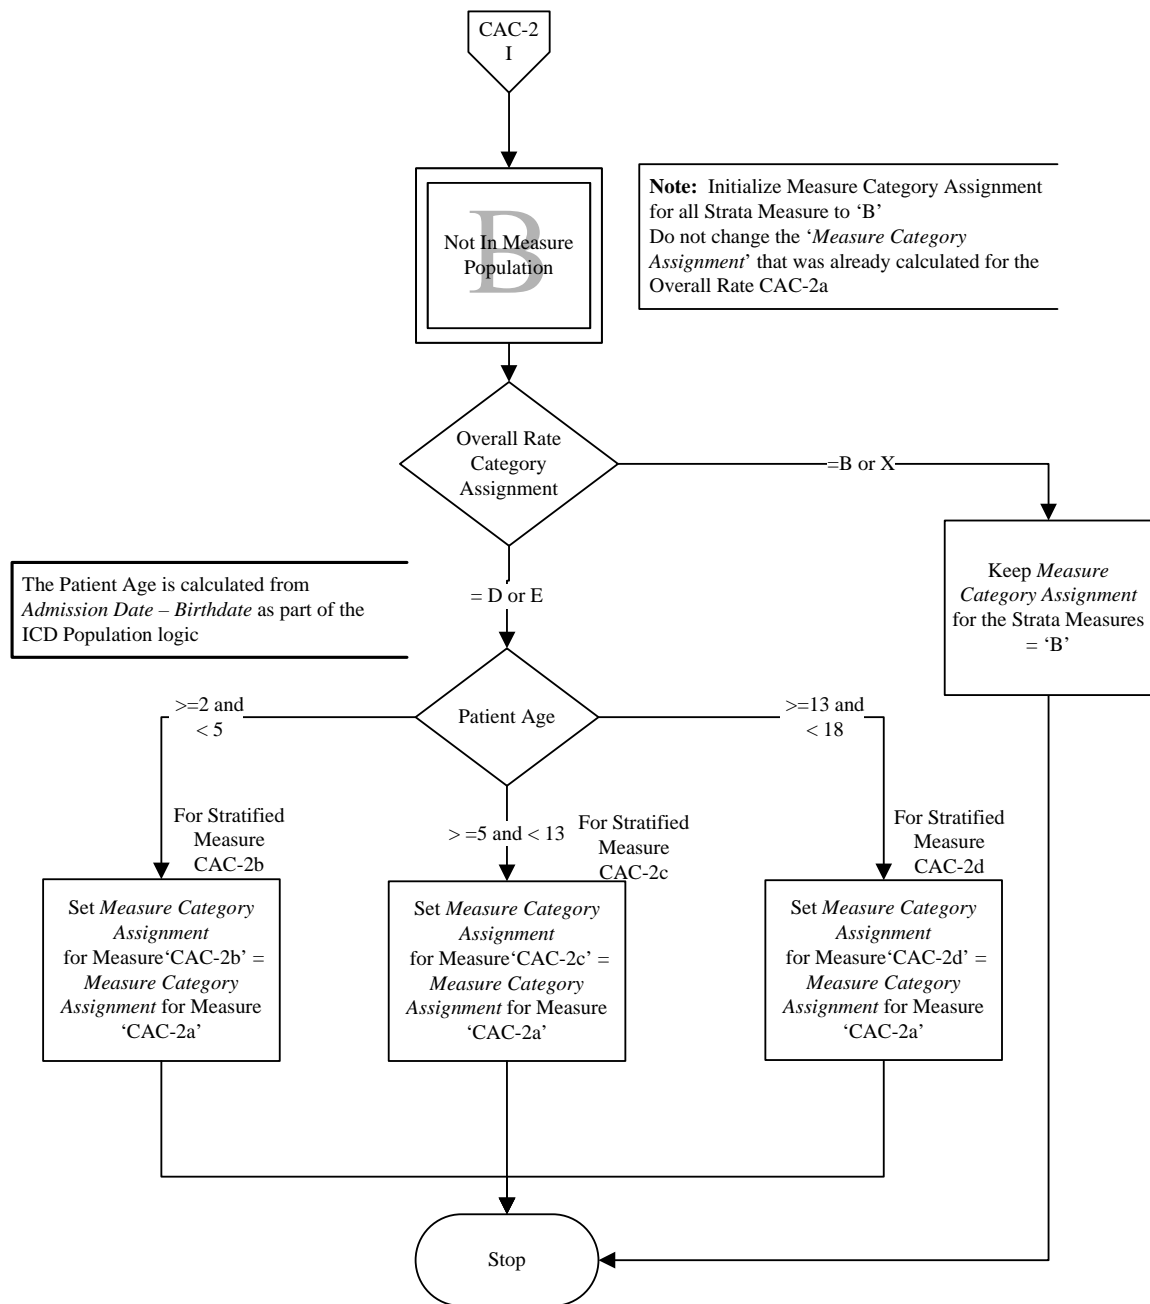 CAC-2
I
B
Not In Measure
Population
Note: Initialize Measure Category Assignment
for all Strata Measure to ‘B’
Do not change the ‘Measure Category
Assignment’ that was already calculated for the
Overall Rate CAC-2a
Overall Rate
Category
Assignment
=B or X
Keep Measure
Category Assignment
for the Strata Measures
= ‘B’
The Patient Age is calculated from
Admission Date – Birthdate as part of the
ICD Population logic
= D or E
Patient Age
>=2 and
< 5
>=13 and
< 18
> =5 and < 13
For Stratified
Measure
CAC-2b
For Stratified
Measure
CAC-2c
For Stratified
Measure
CAC-2d
Set Measure Category
Assignment
for Measure‘CAC-2b’ =
Measure Category
Assignment for Measure
‘CAC-2a’
Set Measure Category
Assignment
for Measure‘CAC-2c’ =
Measure Category
Assignment for Measure
‘CAC-2a’
Set Measure Category
Assignment
for Measure‘CAC-2d’ =
Measure Category
Assignment for Measure
‘CAC-2a’
Stop